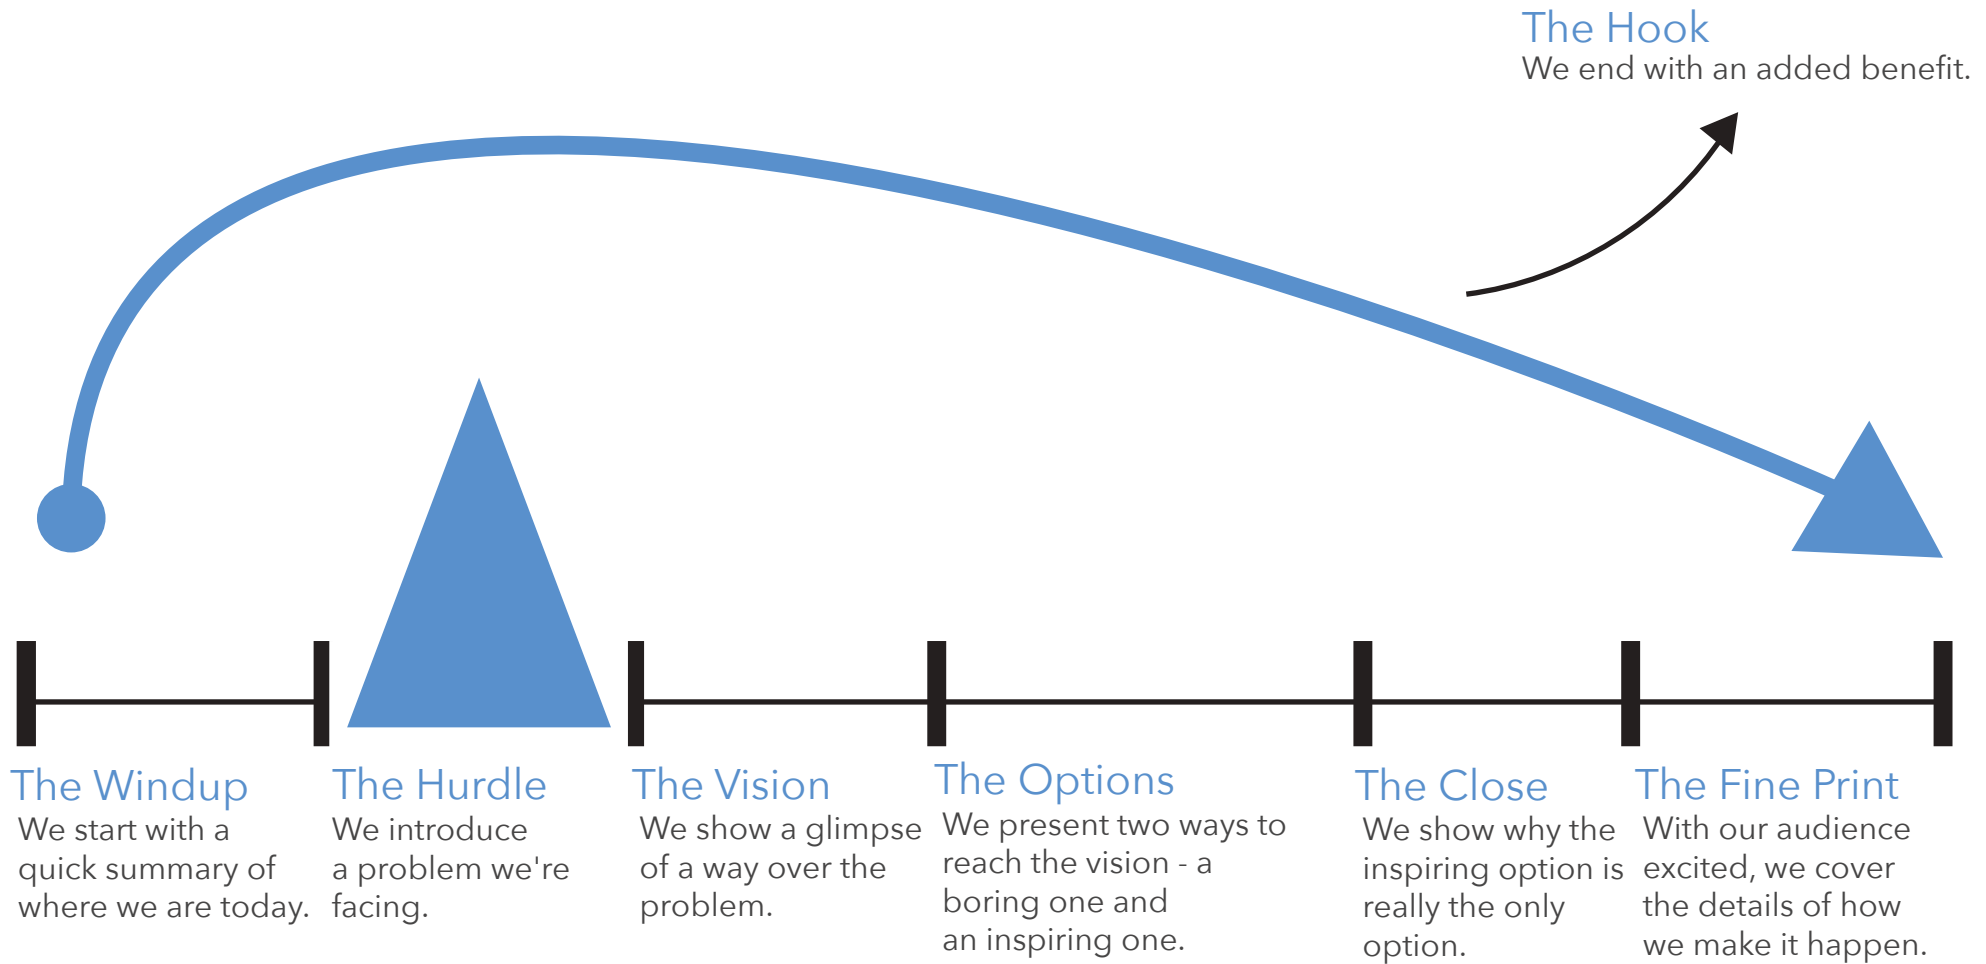 The Hook
We end with an added benefit.
The Windup
We start with a
quick summary of
where we are today.
The Hurdle
We introduce
a problem we're
facing.
The Vision
We show a glimpse
of a way over the
problem.
The Options
We present two ways to
reach the vision - a
boring one and
an inspiring one.
The Close
We show why the
inspiring option is
really the only
option.
The Fine Print
With our audience
excited, we cover
the details of how
we make it happen.